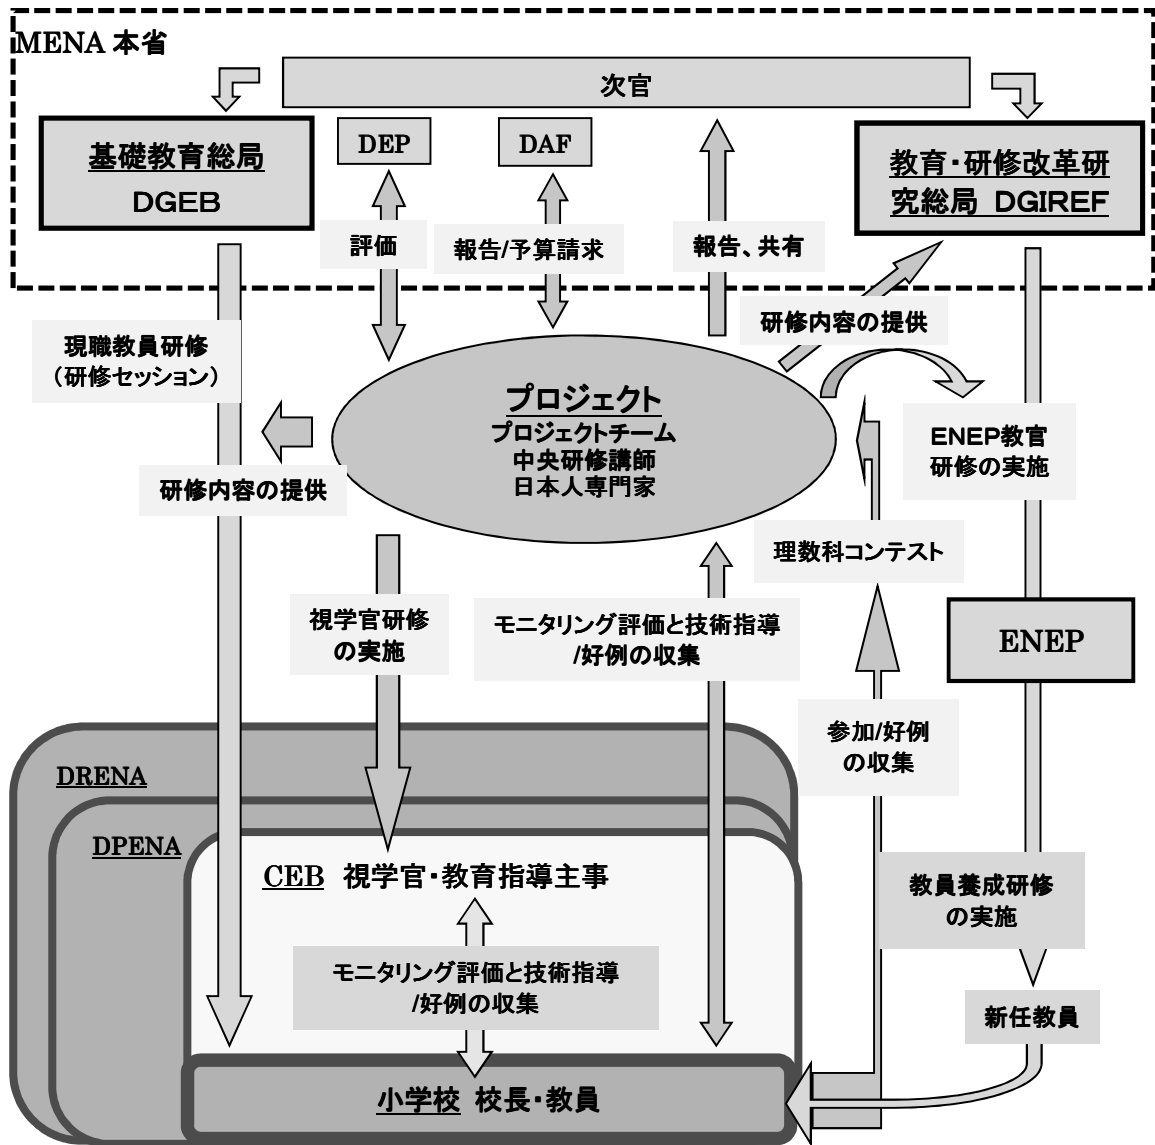 MENA 本省
次官
基礎教育総局
DGEB
DEP
DAF
教育・研修改革研
究総局 DGIREF
評価
報告/予算請求
報告、共有
研修内容の提供
現職教員研修
(研修セッション)
プロジェクト
プロジェクトチーム
中央研修講師
日本人専門家
ENEP教官
研修の実施
研修内容の提供
理数科コンテスト
視学官研修
の実施
モニタリング評価と技術指導
/好例の収集
ENEP
参加/好例
の収集
DRENA
DPENA
CEB 視学官・教育指導主事
教員養成研修
の実施
モニタリング評価と技術指導
/好例の収集
新任教員
小学校 校長・教員